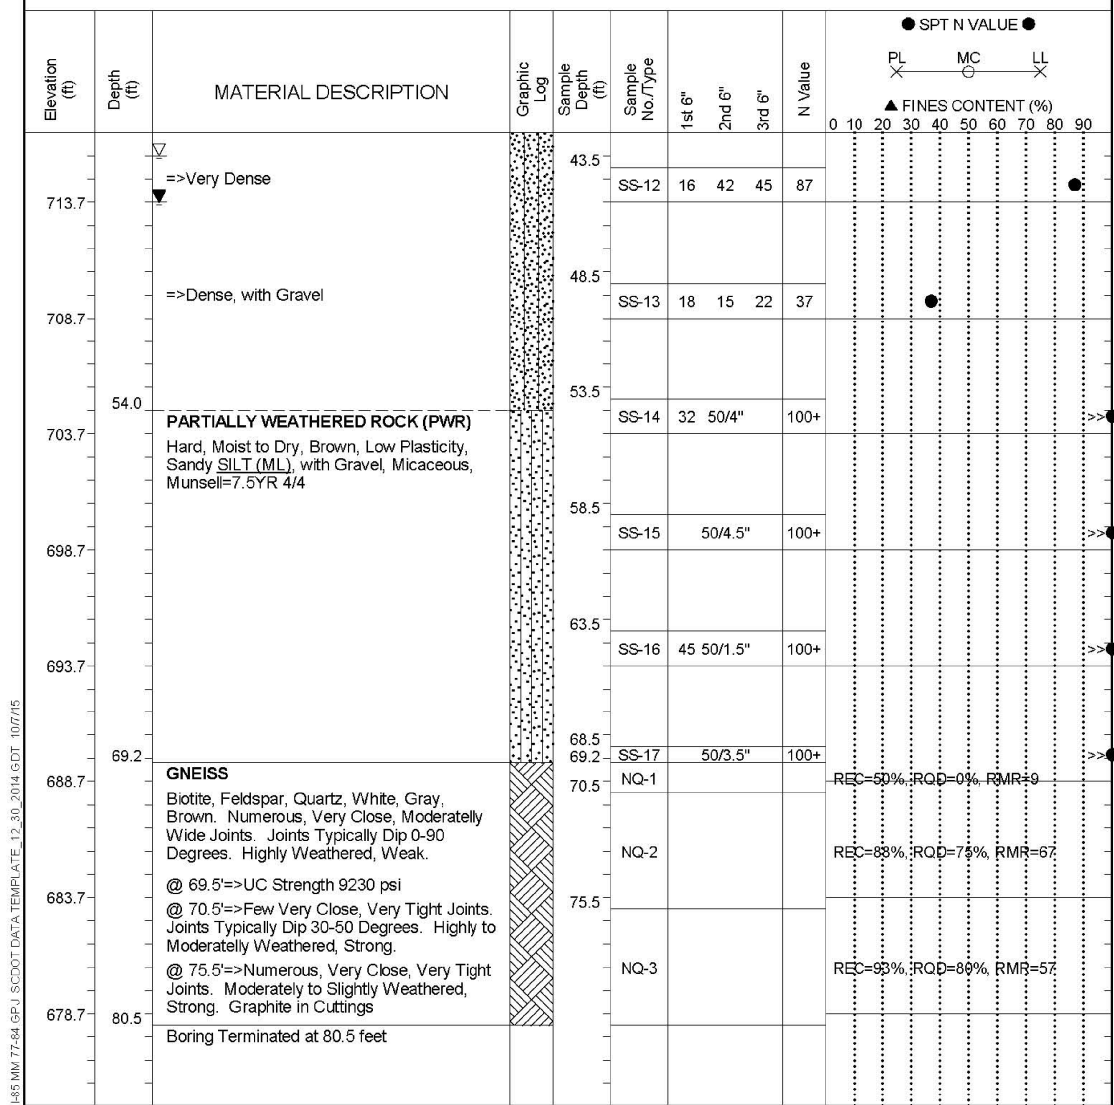 ● SPT N VALUE ●
PL MC LL
▲ FINES CONTENT (%)
0 10 20 30 40 50 60 70 80 90
Elevation (ft)
Depth (ft)
MATERIAL DESCRIPTION
Graphic Log
Sample Depth (ft)
Sample No./Type
1st 6"
2nd 6"
3rd 6"
N Value
43.5
=>Very Dense
SS-12 16 42 45 87
713.7
48.5
=>Dense, with Gravel
SS-13 18 15 22 37
708.7
53.5
54.0
PARTIALLY WEATHERED ROCK (PWR)
SS-14 32 50/4" 100+ >>
703.7
Hard, Moist to Dry, Brown, Low Plasticity,
Sandy SILT (ML), with Gravel, Micaceous,
Munsell=7.5YR 4/4
58.5
SS-15 50/4.5" 100+ >>
698.7
63.5
SS-16 45 50/1.5" 100+ >>
693.7
68.5
69.2
69.2 SS-17 50/3.5" 100+ >>
GNEISS
688.7
70.5
NQ-1 REC=50%, RQD=0%, RMR=9
Biotite, Feldspar, Quartz, White, Gray,
Brown. Numerous, Very Close, Moderatelly
Wide Joints. Joints Typically Dip 0-90
Degrees. Highly Weathered, Weak.
NQ-2 REC=88%, RQD=75%, RMR=67
@ 69.5'=>UC Strength 9230 psi
683.7
75.5
@ 70.5'=>Few Very Close, Very Tight Joints.
Joints Typically Dip 30-50 Degrees. Highly to
Moderatelly Weathered, Strong.
@ 75.5'=>Numerous, Very Close, Very Tight
Joints. Moderately to Slightly Weathered,
Strong. Graphite in Cuttings
NQ-3 REC=93%, RQD=80%, RMR=57
678.7
80.5
Boring Terminated at 80.5 feet
I-85 MM 77-84.GPJ SCDOT DATA TEMPLATE_12_30_2014.GDT 10/7/15